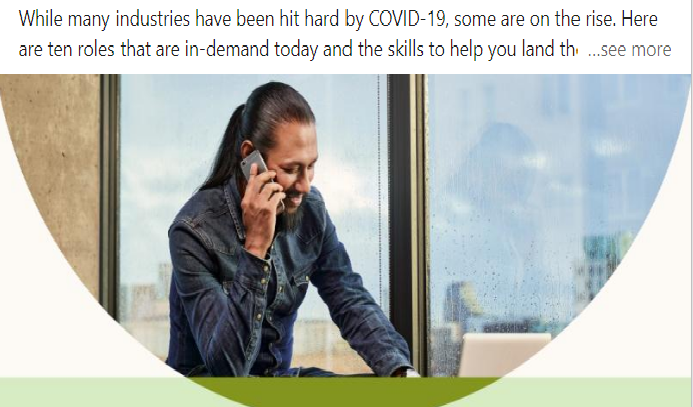 While many industries have been hit hard by COVID-19, some are on the rise. Here
are ten roles that are in-demand today and the skills to help you land th ...see more